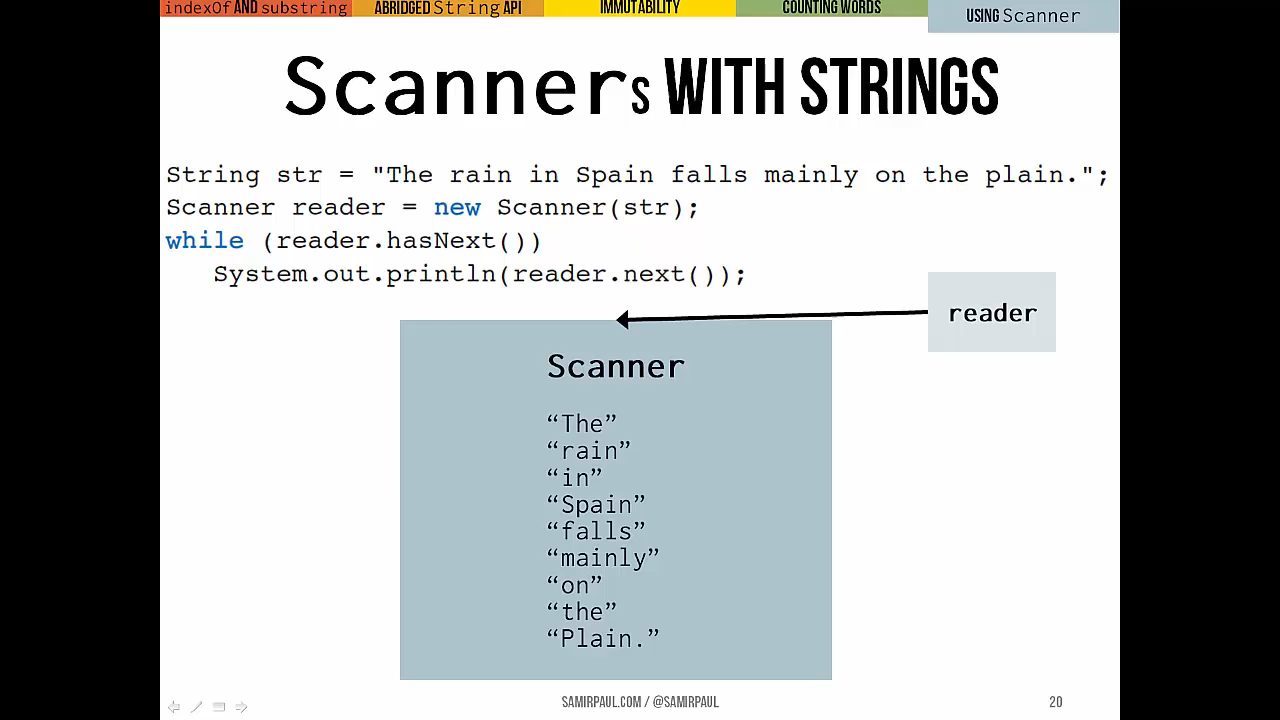 indexOf AND substring
ABRIDGED String API
IMMUTABILITY
COUNTING WORDS
USING Scanner
Scanners WITH STRINGS
String str = "The rain in Spain falls mainly on the plain.";
Scanner reader = new Scanner(str);
while (reader.hasNext())
System.out.println(reader.next());
reader
Scanner
“The”
“rain”
“in”
“Spain”
“falls”
“mainly”
“on”
“the”
“Plain.”
SAMIRPAUL.COM / @SAMIRPAUL
20